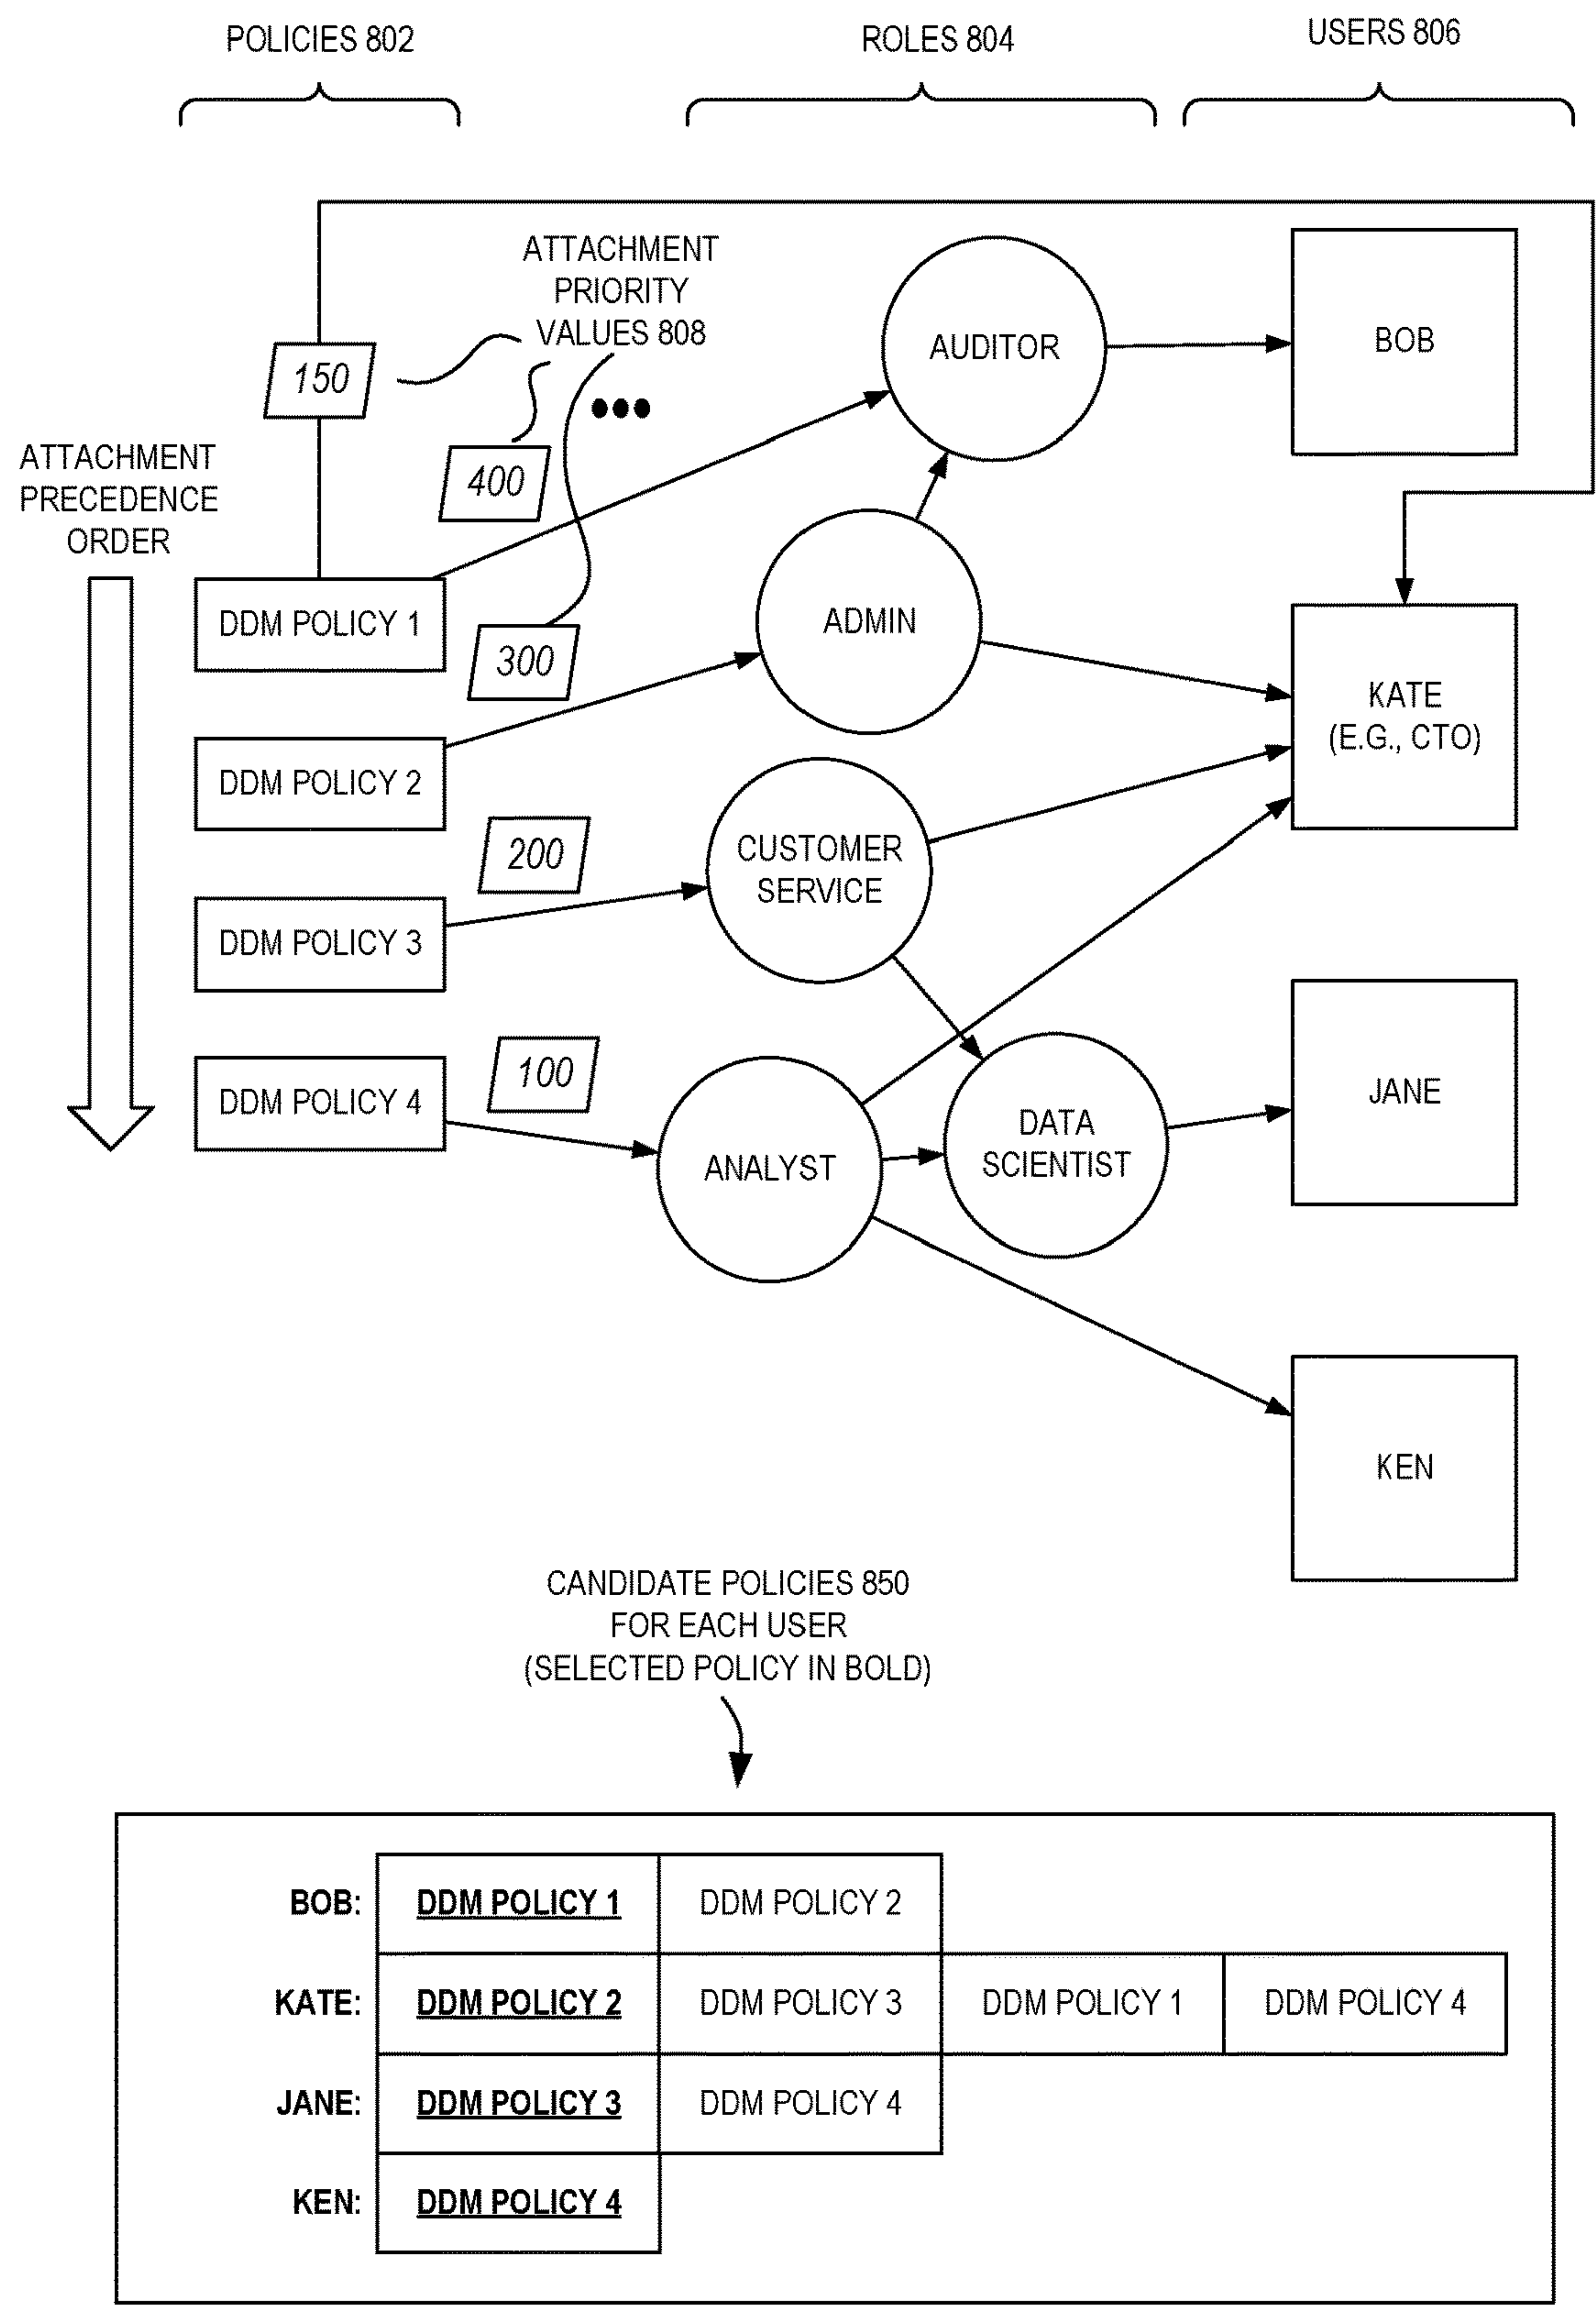 POLICIES 802
ROLES 804
USERS 806
ATTACHMENT
PRIORITY
VALUES 808
150
400
300
200
100
ATTACHMENT
PRECEDENCE
ORDER
DDM POLICY 1
DDM POLICY 2
DDM POLICY 3
DDM POLICY 4
AUDITOR
ADMIN
CUSTOMER
SERVICE
ANALYST
DATA
SCIENTIST
BOB
KATE
(E.G., CTO)
JANE
KEN
CANDIDATE POLICIES 850
FOR EACH USER
(SELECTED POLICY IN BOLD)
BOB: DDM POLICY 1 DDM POLICY 2
KATE: DDM POLICY 2 DDM POLICY 3 DDM POLICY 1 DDM POLICY 4
JANE: DDM POLICY 3 DDM POLICY 4
KEN: DDM POLICY 4